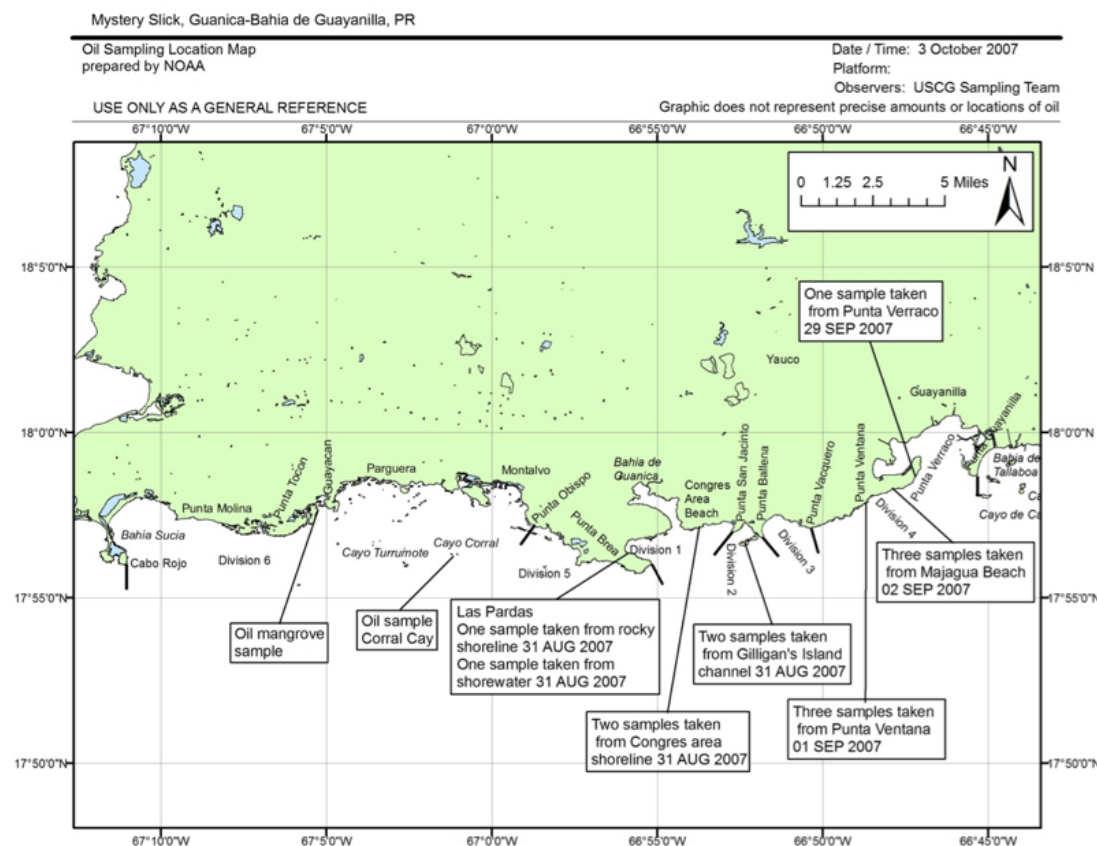 Mystery Slick, Guanica-Bahia de Guayanilla, PR
Oil Sampling Location Map
prepared by NOAA
Date / Time: 3 October 2007
Platform:
Observers: USCG Sampling Team
USE ONLY AS A GENERAL REFERENCE
Graphic does not represent precise amounts or locations of oil
67°10'0"W
67°5'0"W
67°0'0"W
66°55'0"W
66°50'0"W
66°45'0"W
N
0 1.25 2.5 5 Miles
18°5'0"N
18°5'0"N
One sample taken
from Punta Verraco
29 SEP 2007
Yauco
Guayanilla
18°0'0"N
18°0'0"N
Punta Guayanilla
Bahia de
Tallaboa
Ca
Cayo de Ca
Punta Tocon
Guayacan
Parguera
Montalvo
Bahia de
Guanica
Congres
Area
Beach
Punta San Jacinto
Punta Ballena
Punta Vacquero
Punta Ventana
Punta Verraco
Punta Molina
Punta Obispo
Punta Brea
Bahia Sucia
Cabo Rojo
Division 6
Cayo Turrumote
Cayo Corral
Division 5
Division 1
Division 2
Division 3
Division 4
17°55'0"N
17°55'0"N
Three samples taken
from Majagua Beach
02 SEP 2007
Oil mangrove
sample
Oil sample
Corral Cay
Las Pardas
One sample taken from rocky
shoreline 31 AUG 2007
One sample taken from
shorewater 31 AUG 2007
Two samples taken
from Gilligan's Island
channel 31 AUG 2007
Two samples taken
from Congres area
shoreline 31 AUG 2007
Three samples taken
from Punta Ventana
01 SEP 2007
17°50'0"N
17°50'0"N
67°10'0"W
67°5'0"W
67°0'0"W
66°55'0"W
66°50'0"W
66°45'0"W